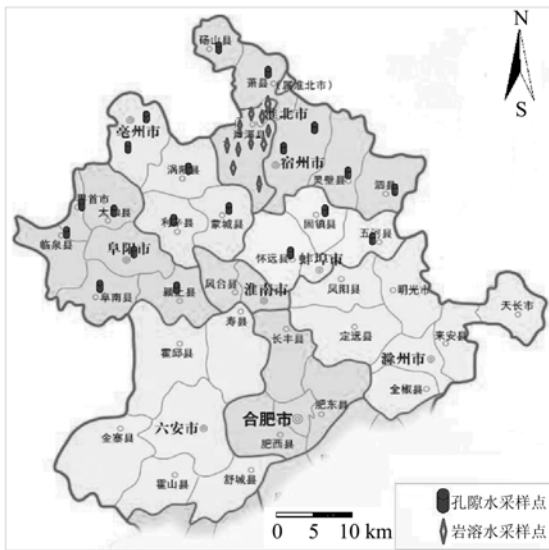 N
S
砀山县
萧县
(属淮北市)
淮北市
濉溪县
亳州市
宿州市
涡阳县
灵璧县
泗县
界首市
太和县
利辛县
蒙城县
固镇县
五河县
临泉县
阜阳市
怀远县
蚌埠市
阜南县
颍上县
凤台县
淮南市
凤阳县
明光市
天长市
寿县
长丰县
定远县
来安县
霍邱县
滁州市
全椒县
六安市
合肥市
肥东县
金寨县
肥西县
霍山县
舒城县
0 5 10 km
孔隙水采样点
岩溶水采样点